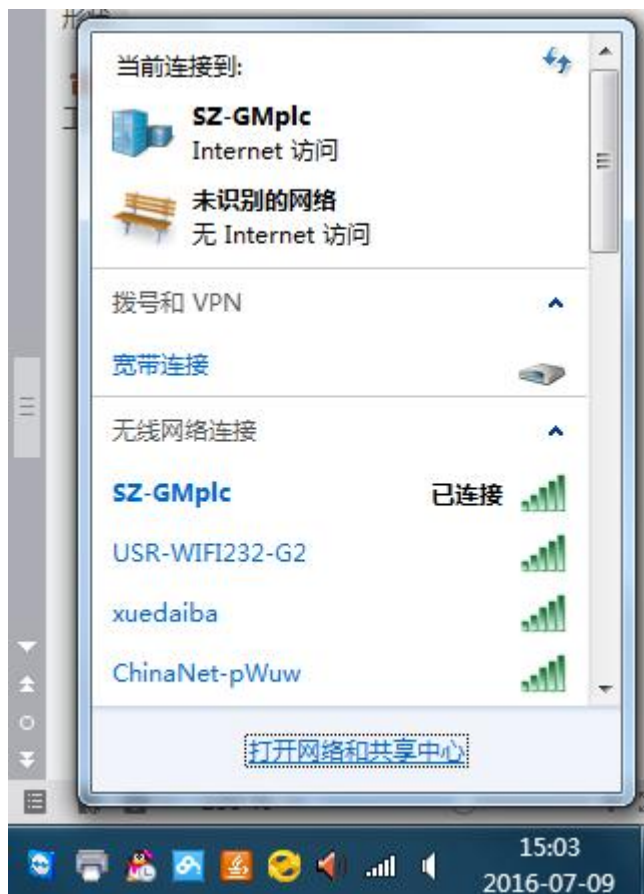 当前连接到:
SZ-GMplc
Internet 访问
未识别的网络
无 Internet 访问
拨号和 VPN
宽带连接
无线网络连接
SZ-GMplc 已连接
USR-WIFI232-G2
xuedaiba
ChinaNet-pWuw
打开网络和共享中心
15:03
2016-07-09